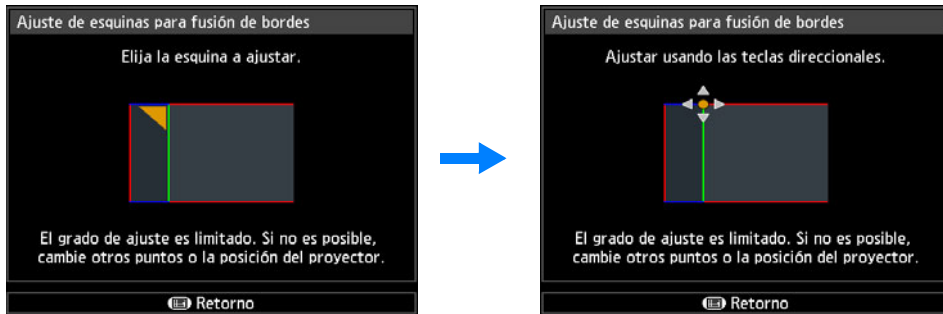 Ajuste de esquinas para fusión de bordes
Elija la esquina a ajustar.
El grado de ajuste es limitado. Si no es posible,
cambie otros puntos o la posición del proyector.
Retorno
Ajuste de esquinas para fusión de bordes
Ajustar usando las teclas direccionales.
El grado de ajuste es limitado. Si no es posible,
cambie otros puntos o la posición del proyector.
Retorno